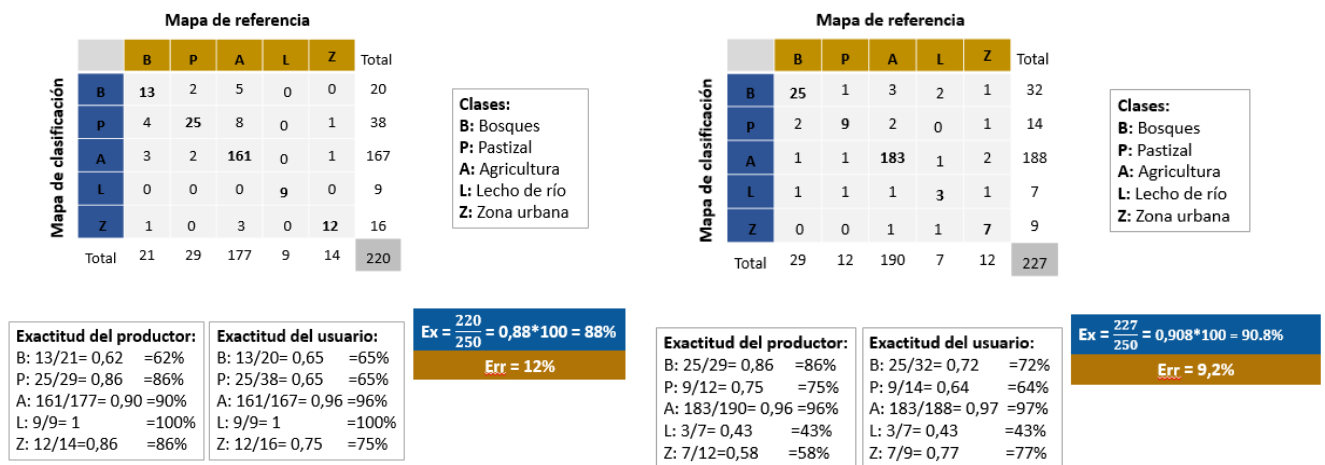 Mapa de referencia
Mapa de clasificación
B P A L Z Total
B 13 2 5 0 0 20
P 4 25 8 0 1 38
A 3 2 161 0 1 167
L 0 0 0 9 0 9
Z 1 0 3 0 12 16
Total 21 29 177 9 14 220
Clases:
B: Bosques
P: Pastizal
A: Agricultura
L: Lecho de río
Z: Zona urbana
Exactitud del productor:
B: 13/21= 0,62 =62%
P: 25/29= 0,86 =86%
A: 161/177= 0,90 =90%
L: 9/9= 1 =100%
Z: 12/14=0,86 =86%
Exactitud del usuario:
B: 13/20= 0,65 =65%
P: 25/38= 0,65 =65%
A: 161/167= 0,96 =96%
L: 9/9= 1 =100%
Z: 12/16= 0,75 =75%
Ex = 220/250 = 0,88*100 = 88%
Err = 12%
Mapa de referencia
Mapa de clasificación
B P A L Z Total
B 25 1 3 2 1 32
P 2 9 2 0 1 14
A 1 1 183 1 2 188
L 1 1 1 3 1 7
Z 0 0 1 1 7 9
Total 29 12 190 7 12 227
Clases:
B: Bosques
P: Pastizal
A: Agricultura
L: Lecho de río
Z: Zona urbana
Exactitud del productor:
B: 25/29= 0,86 =86%
P: 9/12= 0,75 =75%
A: 183/190= 0,96 =96%
L: 3/7= 0,43 =43%
Z: 7/12=0,58 =58%
Exactitud del usuario:
B: 25/32= 0,72 =72%
P: 9/14= 0,64 =64%
A: 183/188= 0,97 =97%
L: 3/7= 0,43 =43%
Z: 7/9= 0,77 =77%
Ex = 227/250 = 0,908*100 = 90.8%
Err = 9,2%